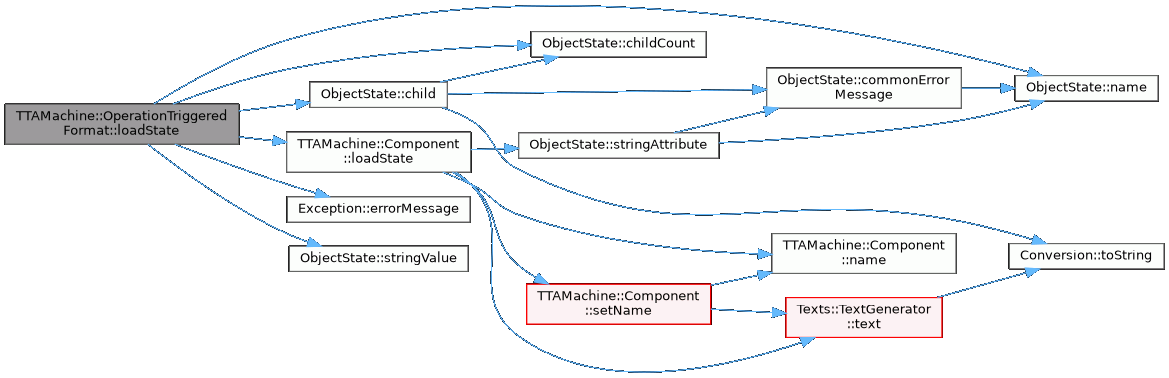 TTAMachine::OperationTriggered
Format::loadState
ObjectState::childCount
ObjectState::child
TTAMachine::Component
::loadState
Exception::errorMessage
ObjectState::stringValue
ObjectState::stringAttribute
TTAMachine::Component
::setName
ObjectState::commonError
Message
TTAMachine::Component
::name
Texts::TextGenerator
::text
ObjectState::name
Conversion::toString